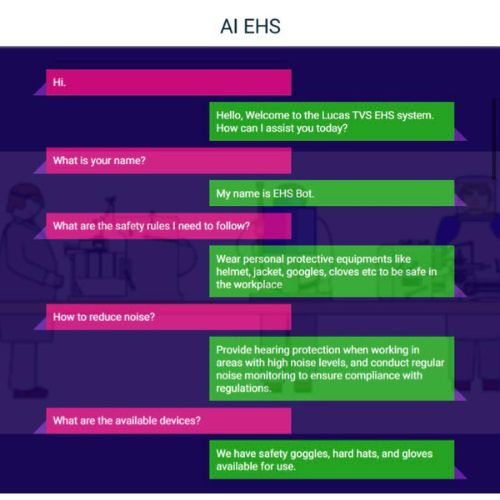 AI EHS
Hi.
Hello, Welcome to the Lucas TVS EHS system.
How can I assist you today?
What is your name?
My name is EHS Bot.
What are the safety rules I need to follow?
Wear personal protective equipments like
helmet, jacket, googles, cloves etc to be safe in
the workplace
How to reduce noise?
Provide hearing protection when working in
areas with high noise levels, and conduct regular
noise monitoring to ensure compliance with
regulations.
What are the available devices?
We have safety goggles, hard hats, and gloves
available for use.